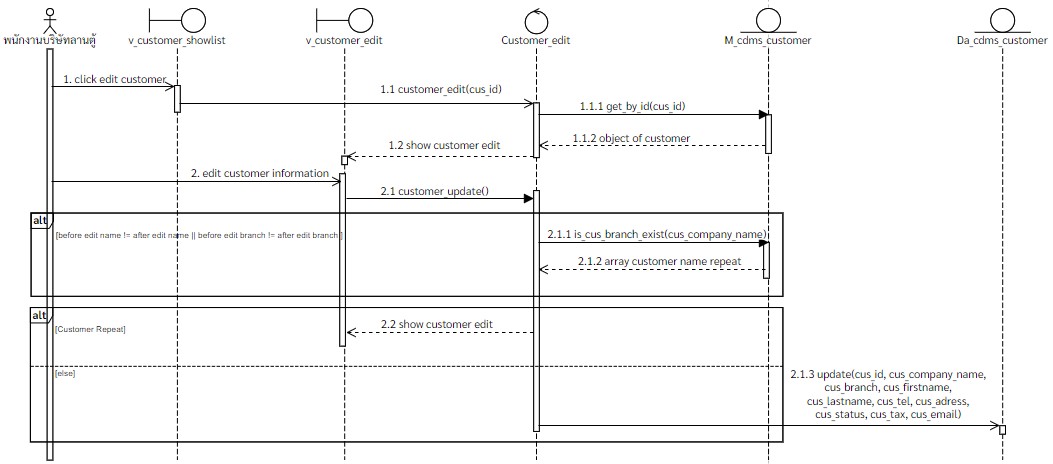 พนักงานบริษัทลานตู้
v_customer_showlist
v_customer_edit
Customer_edit
M_cdms_customer
Da_cdms_customer
1. click edit customer
1.1 customer_edit(cus_id)
1.1.1 get_by_id(cus_id)
1.1.2 object of customer
1.2 show customer edit
2. edit customer information
2.1 customer_update()
alt
[before edit name != after edit name || before edit branch != after edit branch ]
2.1.1 is_cus_branch_exist(cus_company_name)
2.1.2 array customer name repeat
alt
[Customer Repeat]
2.2 show customer edit
[else]
2.1.3 update(cus_id, cus_company_name,
cus_branch, cus_firstname,
cus_lastname, cus_tel, cus_adress,
cus_status, cus_tax, cus_email)